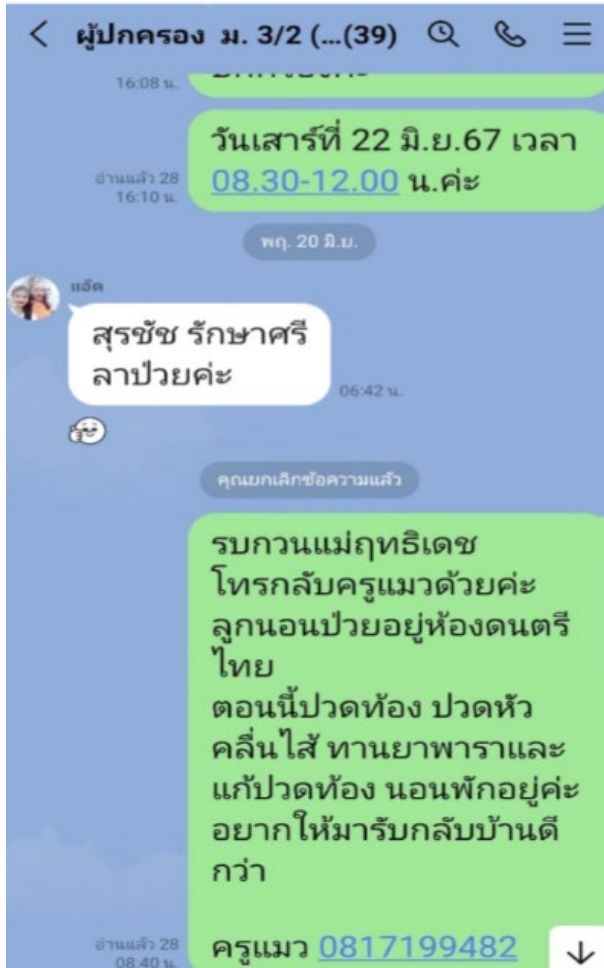 ผู้ปกครอง ม. 3/2 (...(39)
16:08 น.
วันเสาร์ที่ 22 มิ.ย.67 เวลา
08.30-12.00 น.ค่ะ
อ่านแล้ว 28
16:10 น.
พฤ. 20 มิ.ย.
แอ๊ด
สุรชัช รักษาศรี
ลาป่วยค่ะ
06:42 น.
คุณยกเลิกข้อความแล้ว
รบกวนแม่ฤทธิเดช
โทรกลับครูแมวด้วยค่ะ
ลูกนอนป่วยอยู่ห้องดนตรี
ไทย
ตอนนี้ปวดท้อง ปวดหัว
คลื่นไส้ ทานยาพาราและ
แก้ปวดท้อง นอนพักอยู่ค่ะ
อยากให้มารับกลับบ้านดี
กว่า
ครูแมว 0817199482
อ่านแล้ว 28
08:40 น.